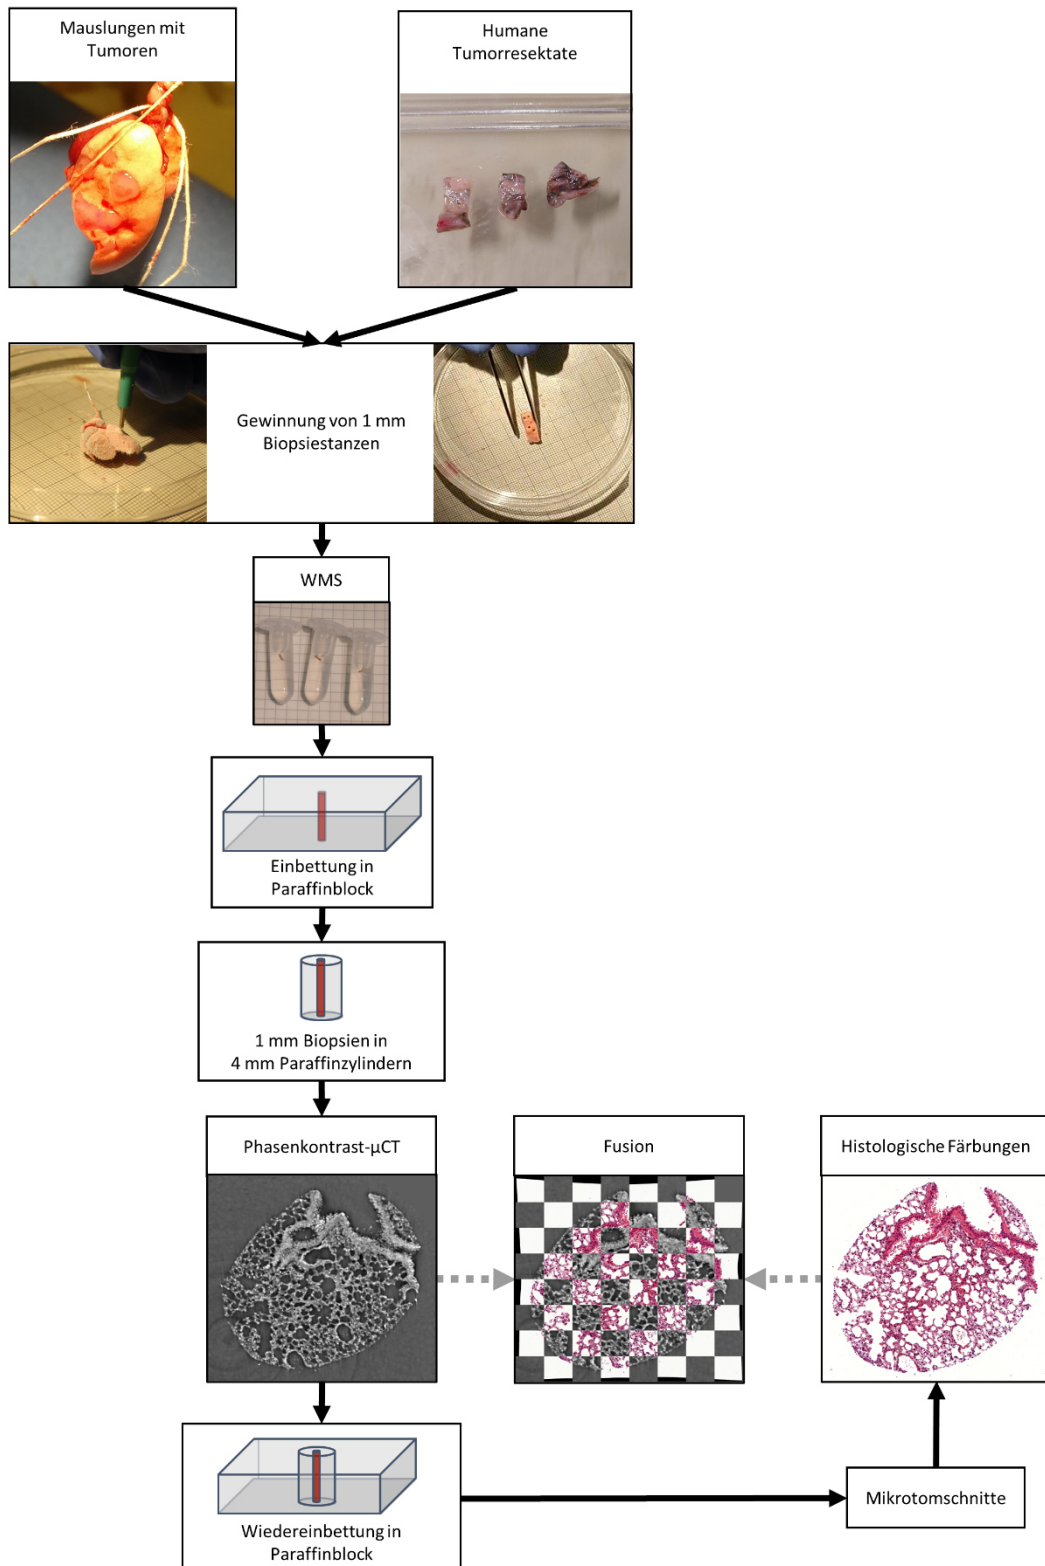 Mauslungen mit
Tumoren
Humane
Tumorresektate
Gewinnung von 1 mm
Biopsiestanzen
WMS
Einbettung in
Paraffinblock
1 mm Biopsien in
4 mm Paraffinzylindern
Phasenkontrast-µCT
Fusion
Histologische Färbungen
Wiedereinbettung in
Paraffinblock
Mikrotomschnitte